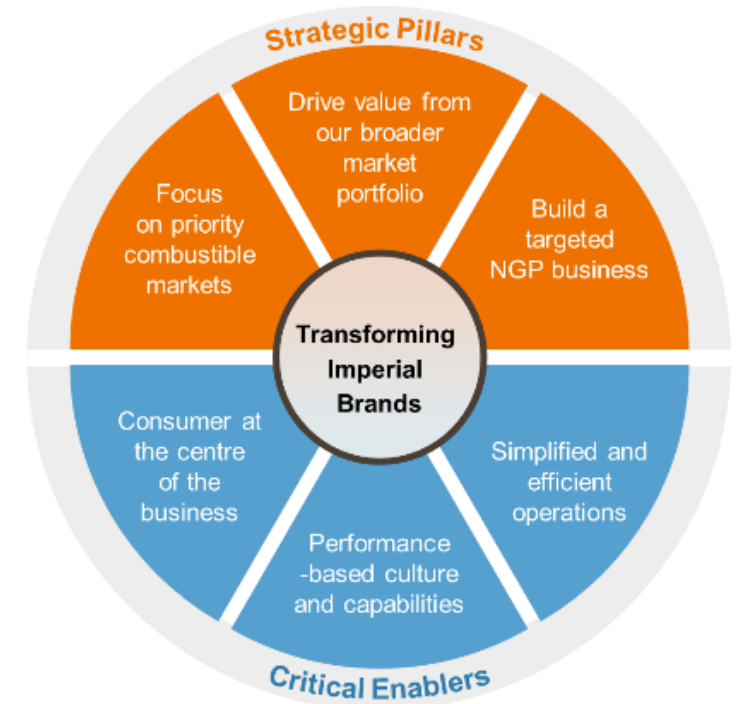 Strategic Pillars
Drive value from
our broader
market
portfolio
Focus
on priority
combustible
markets
Build a
targeted
NGP business
Transforming
Imperial
Brands
Consumer at
the centre
of the
business
Simplified and
efficient
operations
Performance
-based culture
and capabilities
Critical Enablers